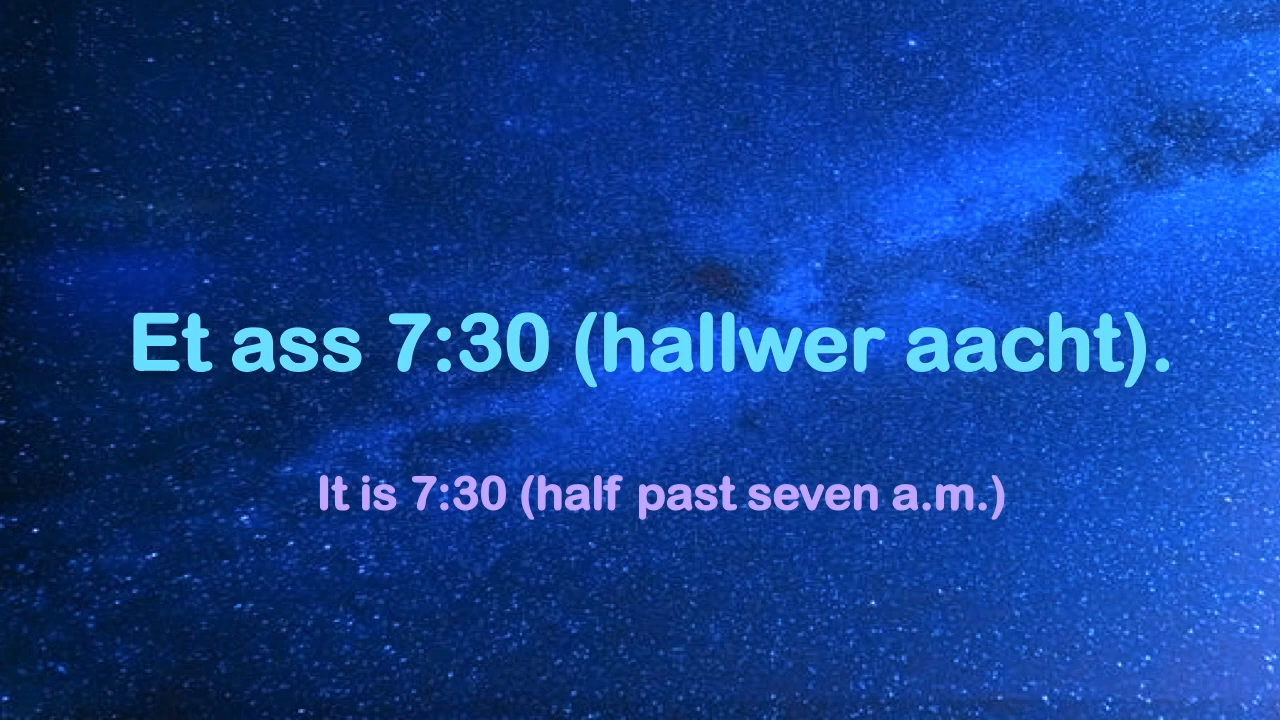 Et ass 7:30 (hallwer aacht).
It is 7:30 (half past seven a.m.)